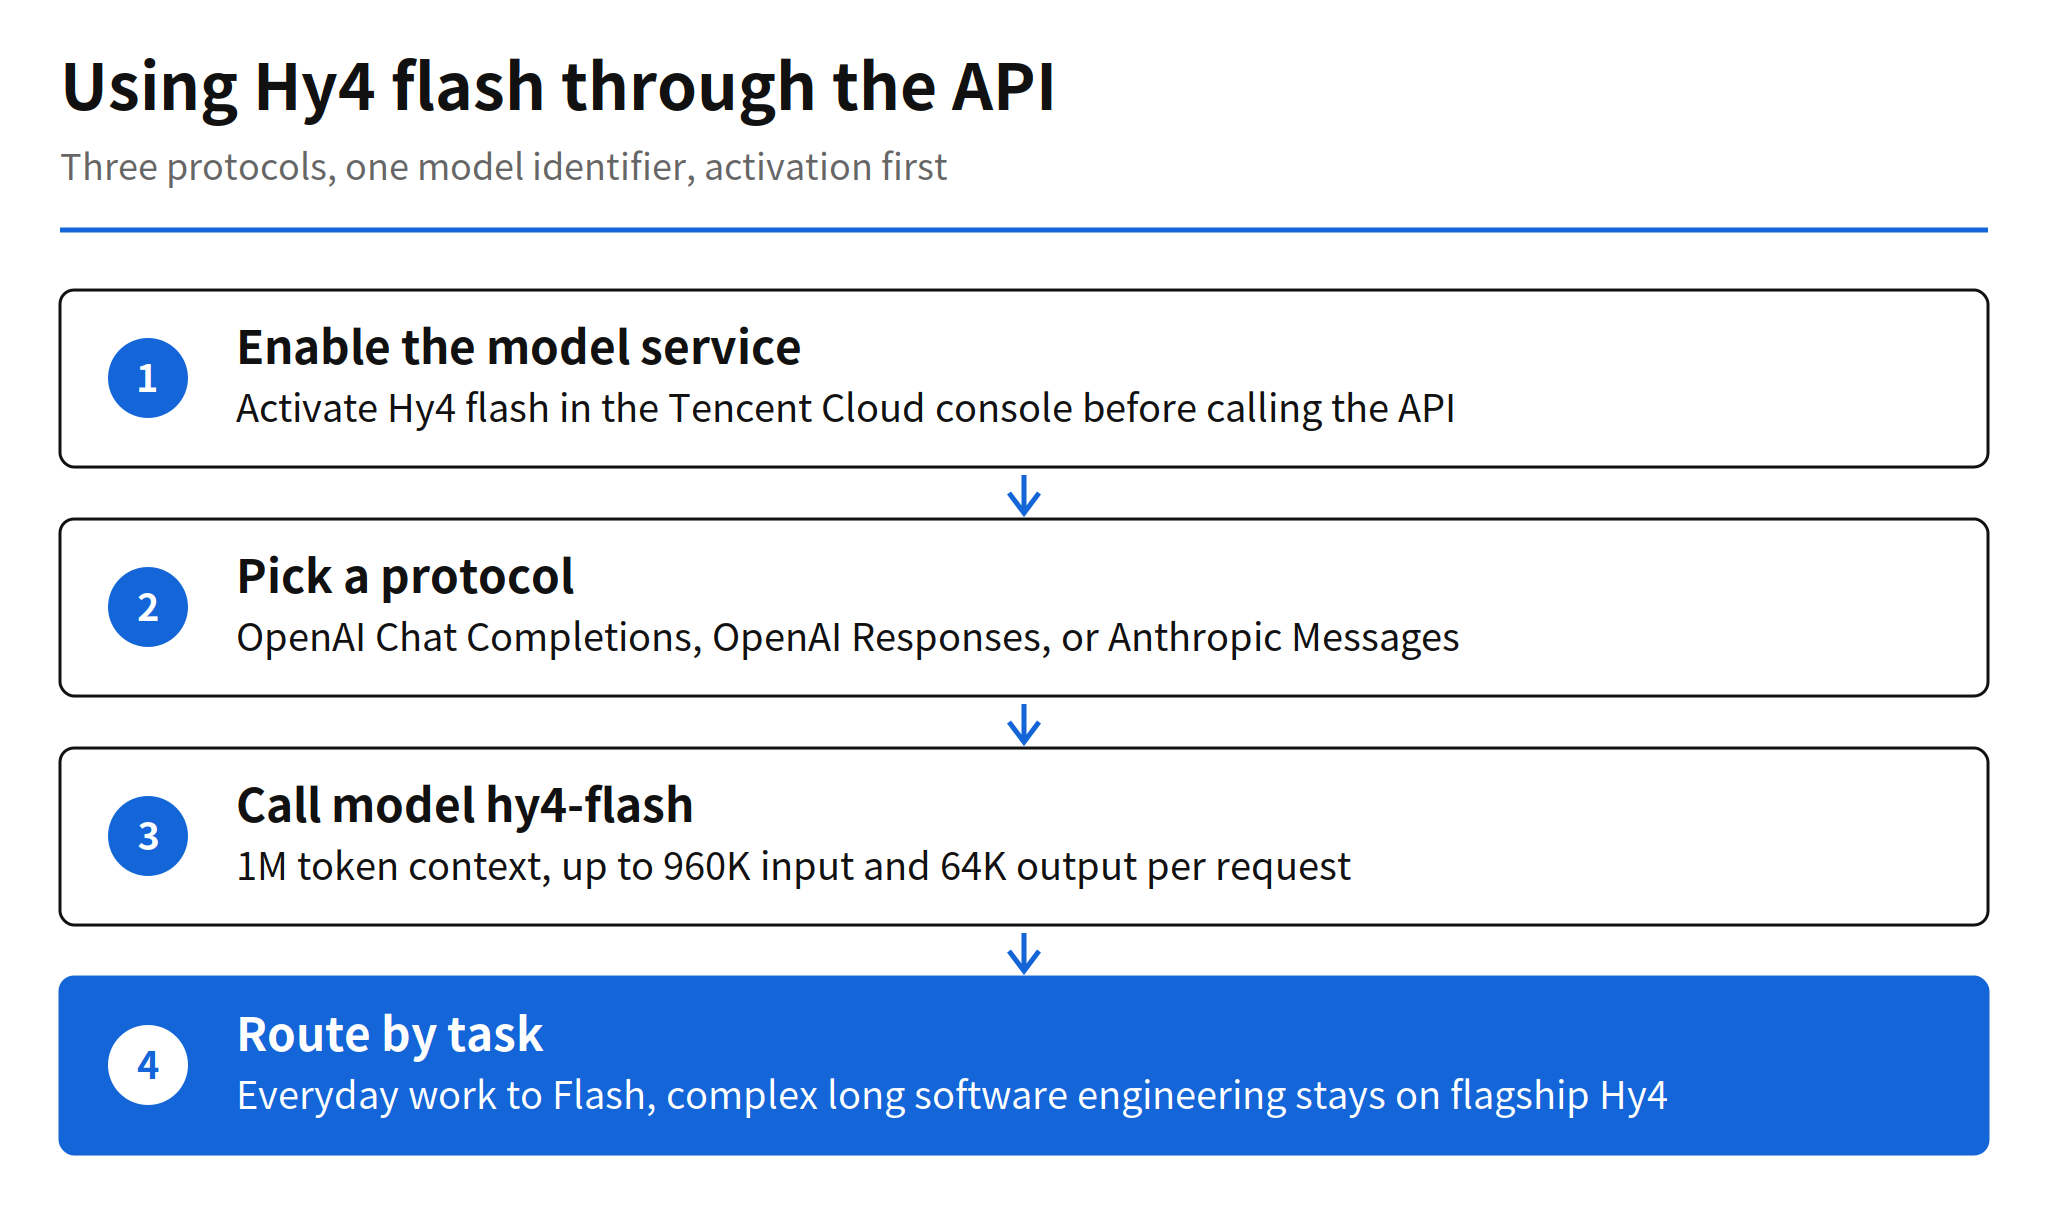 Using Hy4 flash through the API
Three protocols, one model identifier, activation first
1
Enable the model service
Activate Hy4 flash in the Tencent Cloud console before calling the API
2
Pick a protocol
OpenAI Chat Completions, OpenAI Responses, or Anthropic Messages
3
Call model hy4-flash
1M token context, up to 960K input and 64K output per request
4
Route by task
Everyday work to Flash, complex long software engineering stays on flagship Hy4